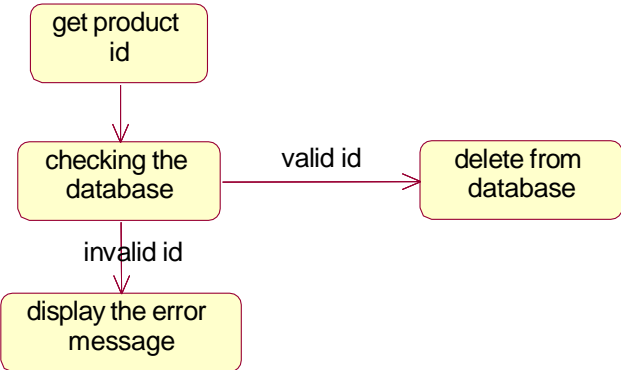 get product
id
checking the
database
valid id
delete from
database
invalid id
display the error
message